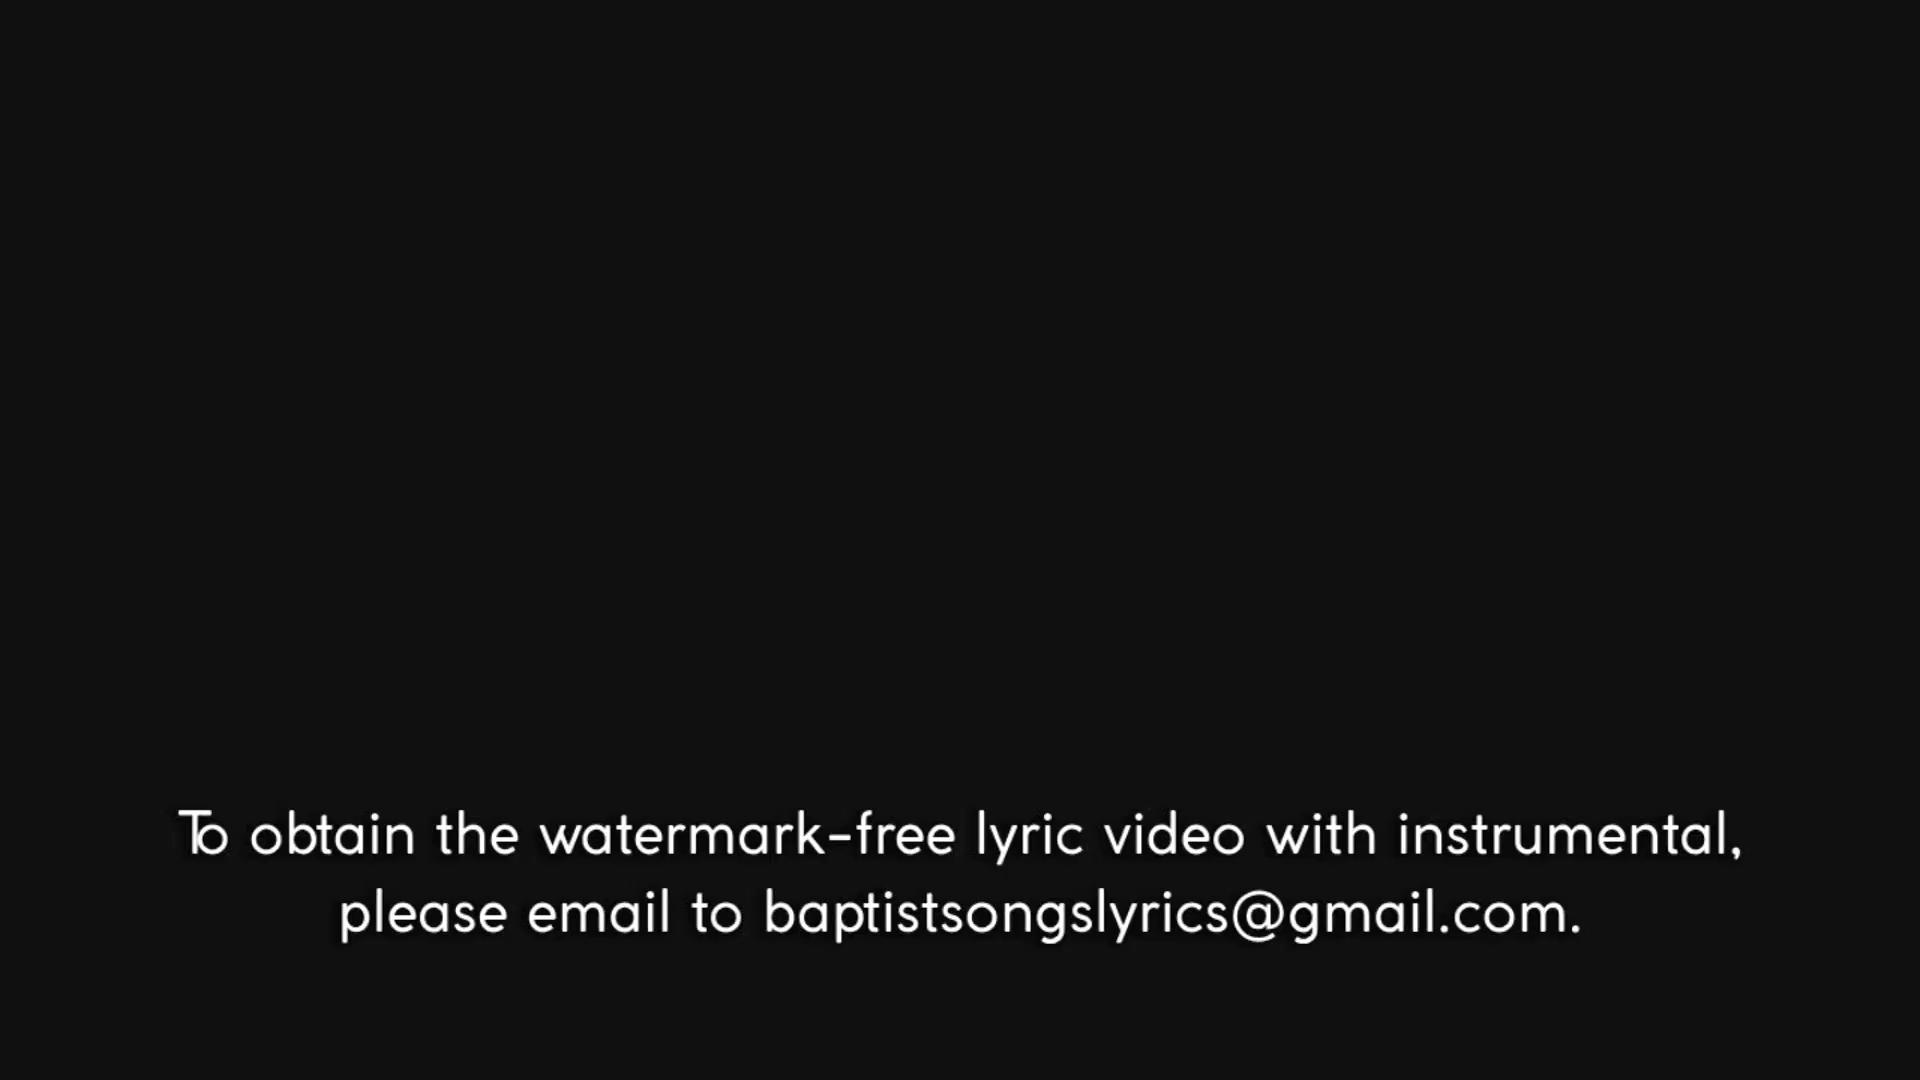 To obtain the watermark-free lyric video with instrumental,
please email to baptistsongslyrics@gmail.com.